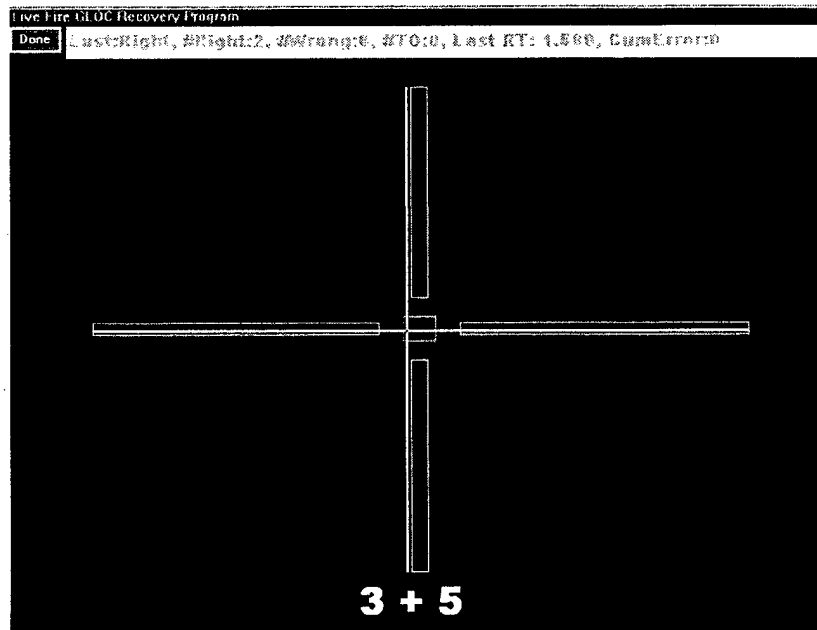 Live Fire GLOC Recovery Program
Done
Last:Right, #Right:2, #Wrong:0, #TO:0, Last RT: 1.580, CumError:0
3 + 5